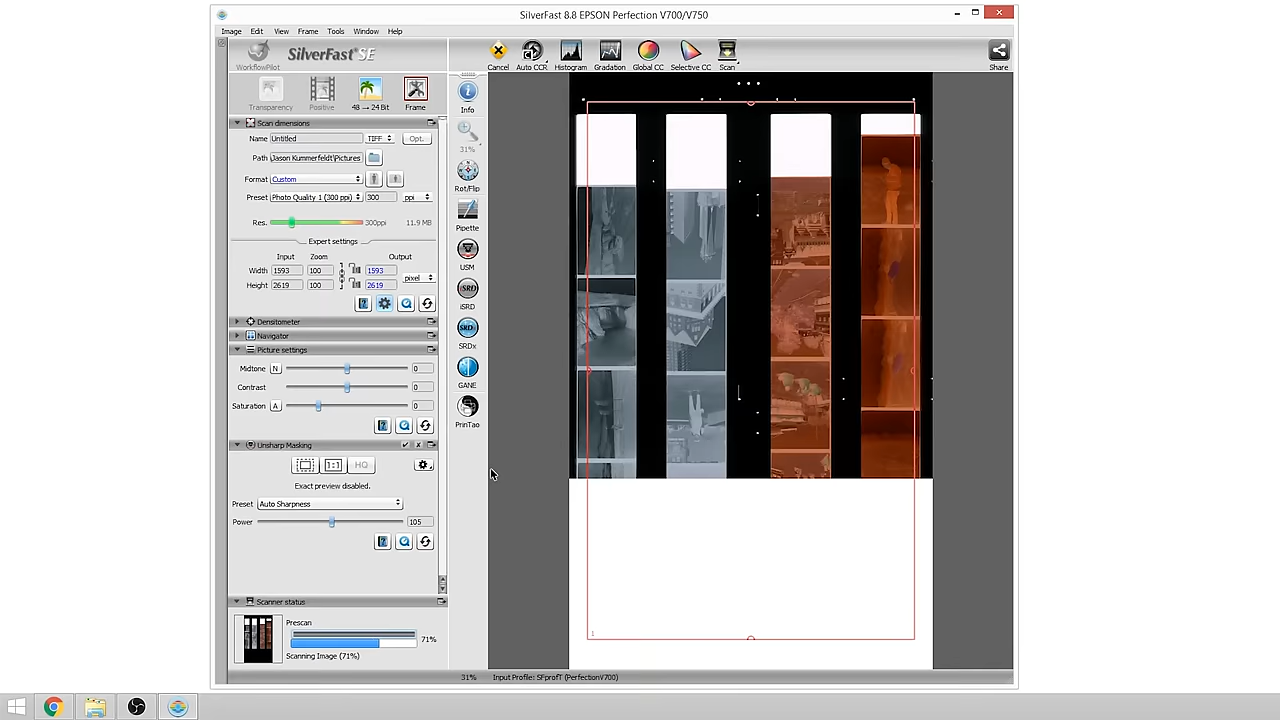 SilverFast 8.8 EPSON Perfection V700/V750
Image Edit View Frame Tools Window Help
WorkflowPilot
SilverFast SE
Cancel Auto CCR Histogram Gradation Global CC Selective CC Scan Share
Transparency Positive 48 → 24 Bit Frame
Scan dimensions
Name Untitled TIFF Opt.
Path Jason Kummerfeldt\Pictures
Format Custom
Preset Photo Quality 1 (300 ppi) 300 ppi
Res. 300ppi 11.9 MB
Expert settings
Input Zoom Output
Width 1593 100 1593
pixel
Height 2619 100 2619
Densitometer
Navigator
Picture settings
Midtone N 0
Contrast 0
Saturation A 0
Unsharp Masking
1:1 HQ
Exact preview disabled.
Preset Auto Sharpness
Power 105
Scanner status
Prescan
71%
Scanning Image (71%)
Info
31%
Rot/Flip
Pipette
USM
iSRD
iSRD
SRDx
SRDx
GANE
PrinTao
1
31% Input Profile: SFprofT (PerfectionV700)